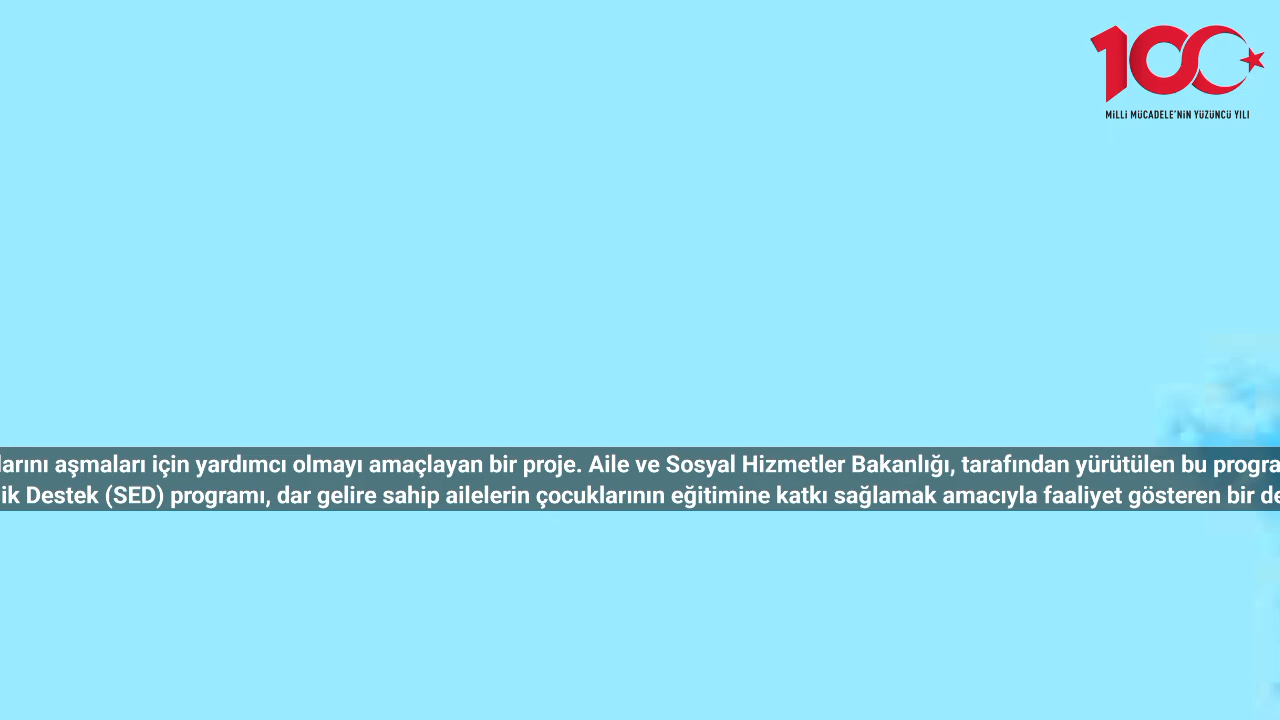 100
MİLLİ MÜCADELE'NİN YÜZÜNCÜ YILI
larını aşmaları için yardımcı olmayı amaçlayan bir proje. Aile ve Sosyal Hizmetler Bakanlığı, tarafından yürütülen bu progra
ik Destek (SED) programı, dar gelire sahip ailelerin çocuklarının eğitimine katkı sağlamak amacıyla faaliyet gösteren bir de